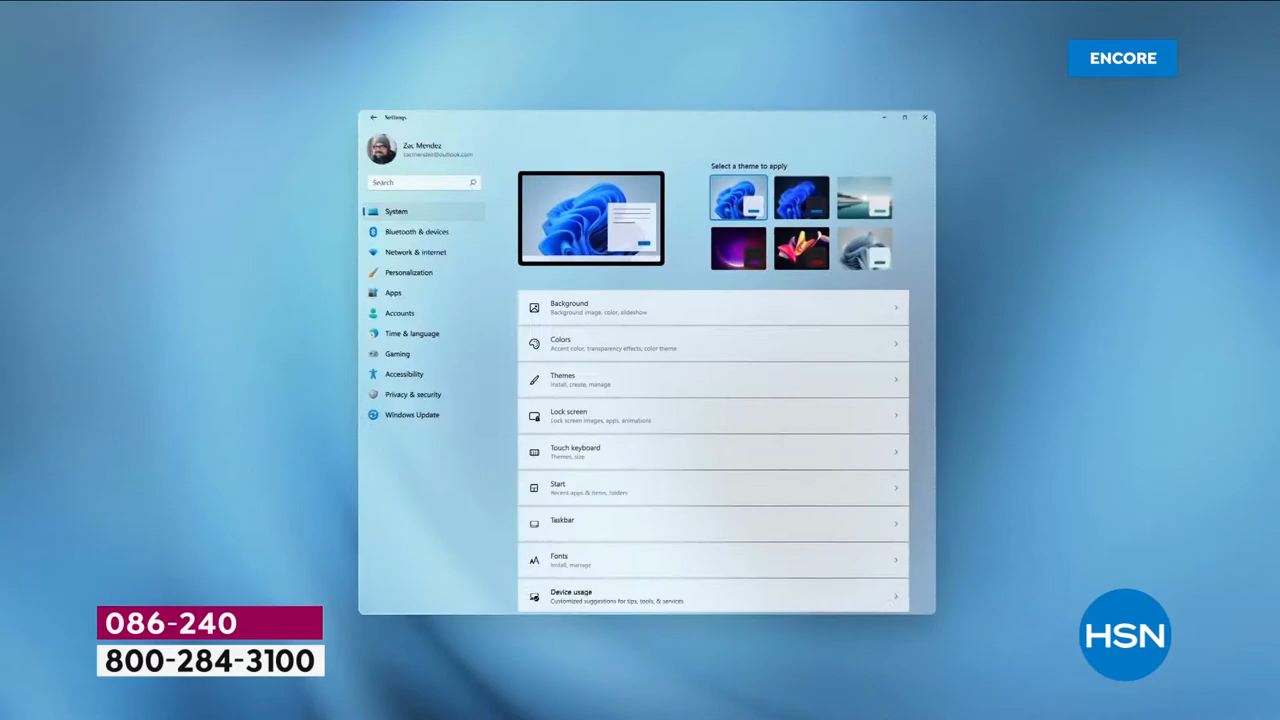 ENCORE
Settings
Zac Mendez
zacmendez@outlook.com
Search
System
Bluetooth & devices
Network & internet
Personalization
Apps
Accounts
Time & language
Gaming
Accessibility
Privacy & security
Windows Update
Select a theme to apply
Background
Background image, color, slideshow
Colors
Accent color, transparency effects, color theme
Themes
Install, create, manage
Lock screen
Lock screen images, apps, animations
Touch keyboard
Themes, size
Start
Recent apps & items, folders
Taskbar
Fonts
Install, manage
Device usage
Customized suggestions for tips, tools, & services
086-240
800-284-3100
HSN